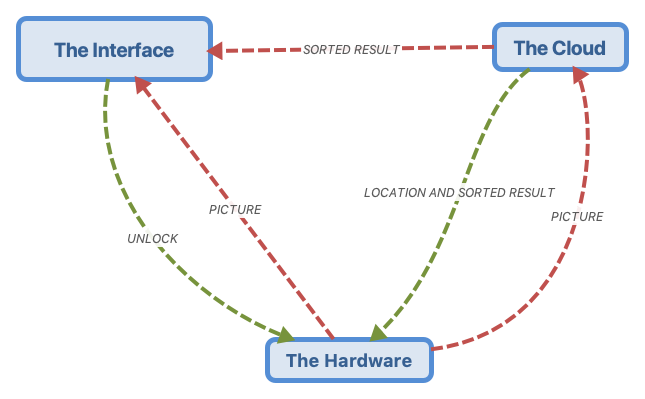 The Interface
The Cloud
SORTED RESULT
LOCATION AND SORTED RESULT
PICTURE
PICTURE
UNLOCK
The Hardware